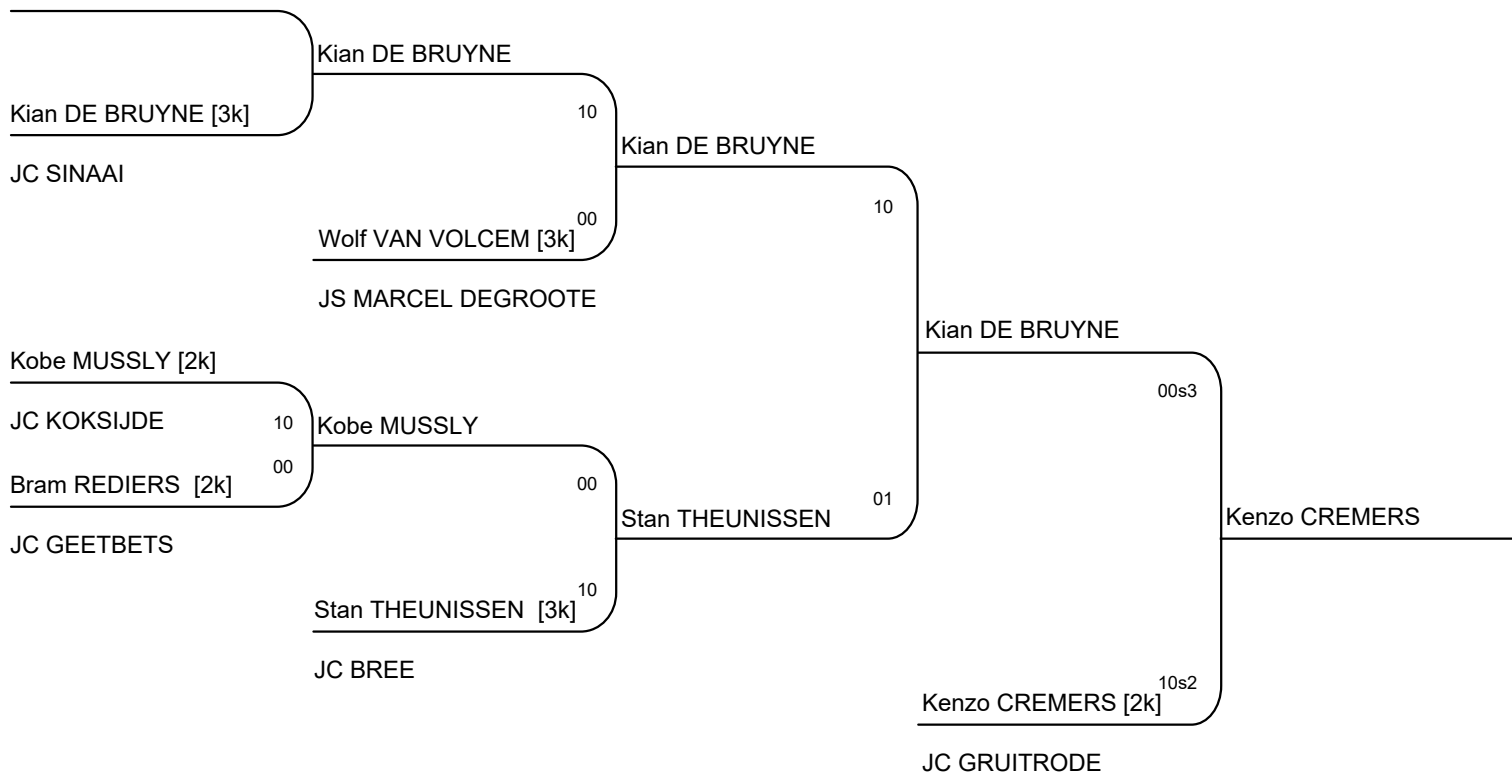 Kian DE BRUYNE
10
Kian DE BRUYNE [3k]
Kian DE BRUYNE
JC SINAAI
10
00
Wolf VAN VOLCEM [3k]
JS MARCEL DEGROOTE
Kian DE BRUYNE
Kobe MUSSLY [2k]
00s3
JC KOKSIJDE
10
Kobe MUSSLY
00
Bram REDIERS [2k]
00
01
Stan THEUNISSEN
Kenzo CREMERS
JC GEETBETS
10
Stan THEUNISSEN [3k]
JC BREE
10s2
Kenzo CREMERS [2k]
JC GRUITRODE